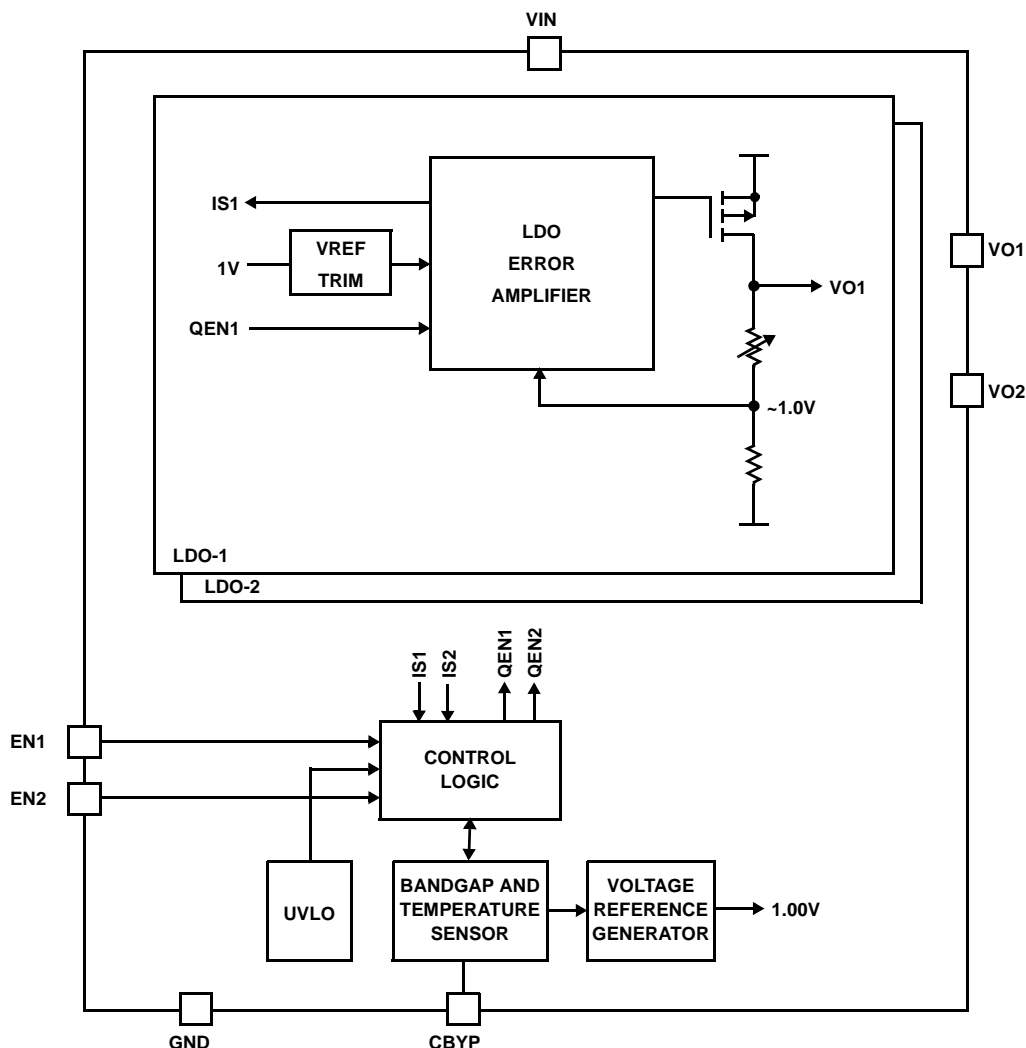 VIN
IS1
1V
VREF
TRIM
QEN1
LDO
ERROR
AMPLIFIER
VO1
~1.0V
VO1
VO2
LDO-1
LDO-2
IS1
IS2
QEN1
QEN2
EN1
EN2
CONTROL
LOGIC
UVLO
BANDGAP AND
TEMPERATURE
SENSOR
VOLTAGE
REFERENCE
GENERATOR
1.00V
GND
CBYP